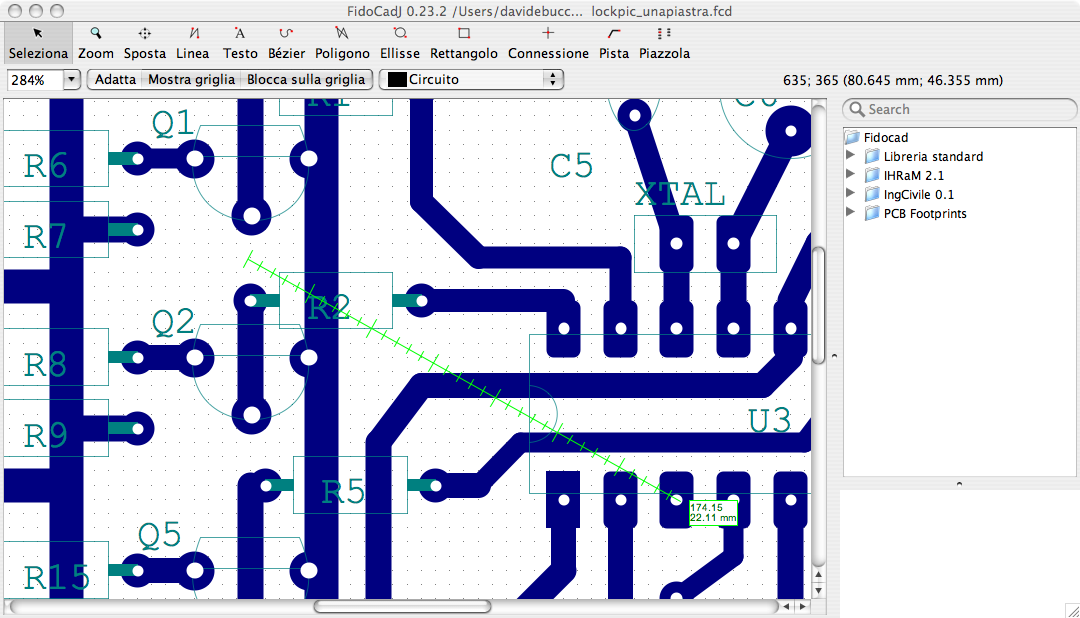 FidoCadJ 0.23.2 /Users/davidebucc... lockpic_unapiastra.fcd
Seleziona Zoom Sposta Linea Testo Bézier Poligono Ellisse Rettangolo Connessione Pista Piazzola
284% Adatta Mostra griglia Blocca sulla griglia Circuito 635; 365 (80.645 mm; 46.355 mm)
Search
Fidocad
Libreria standard
IHRaM 2.1
IngCivile 0.1
PCB Footprints
R1
C6
Q1
R6
C5
XTAL
R7
R2
Q2
R8
U3
R9
R5
174.15
22.11 mm
Q5
R15